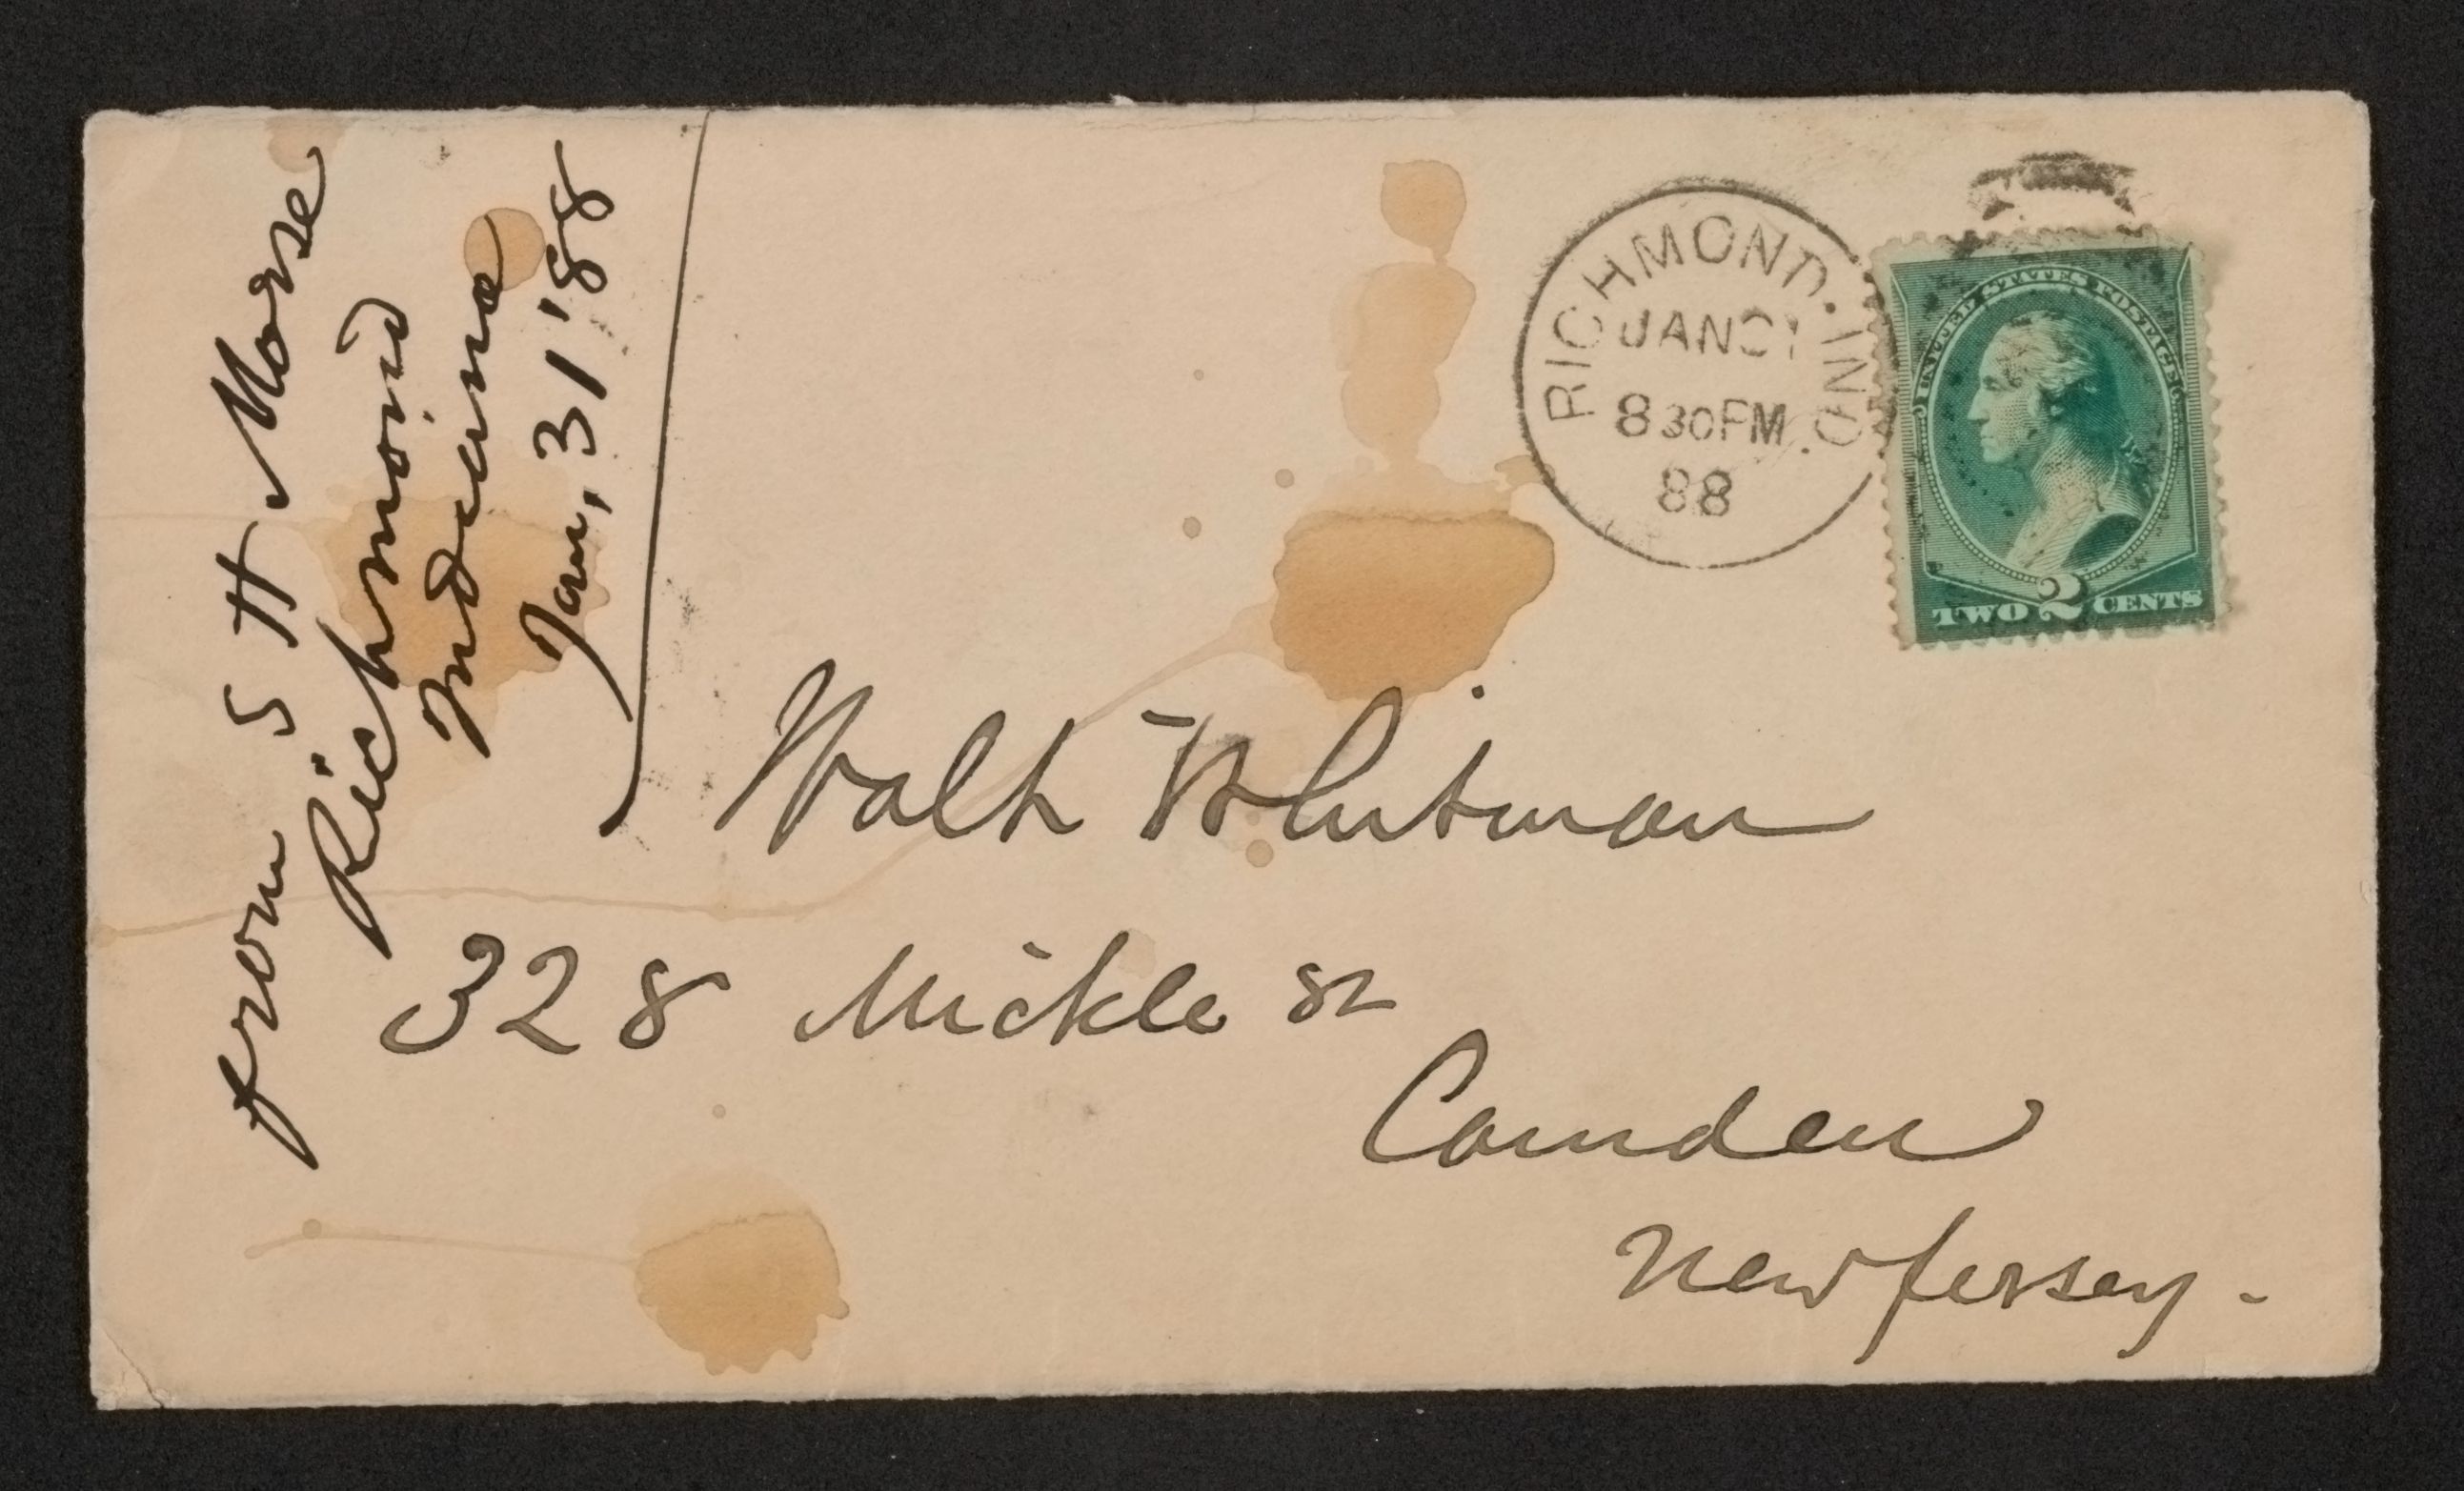 from S H Morse
Richmond
Indiana
Jan, 31 '88
RICHMOND. IND.
JAN 31
8 30 PM
88
UNITED STATES POSTAGE
TWO 2 CENTS
Walt Whitman
328 Mickle St
Camden
New Jersey.